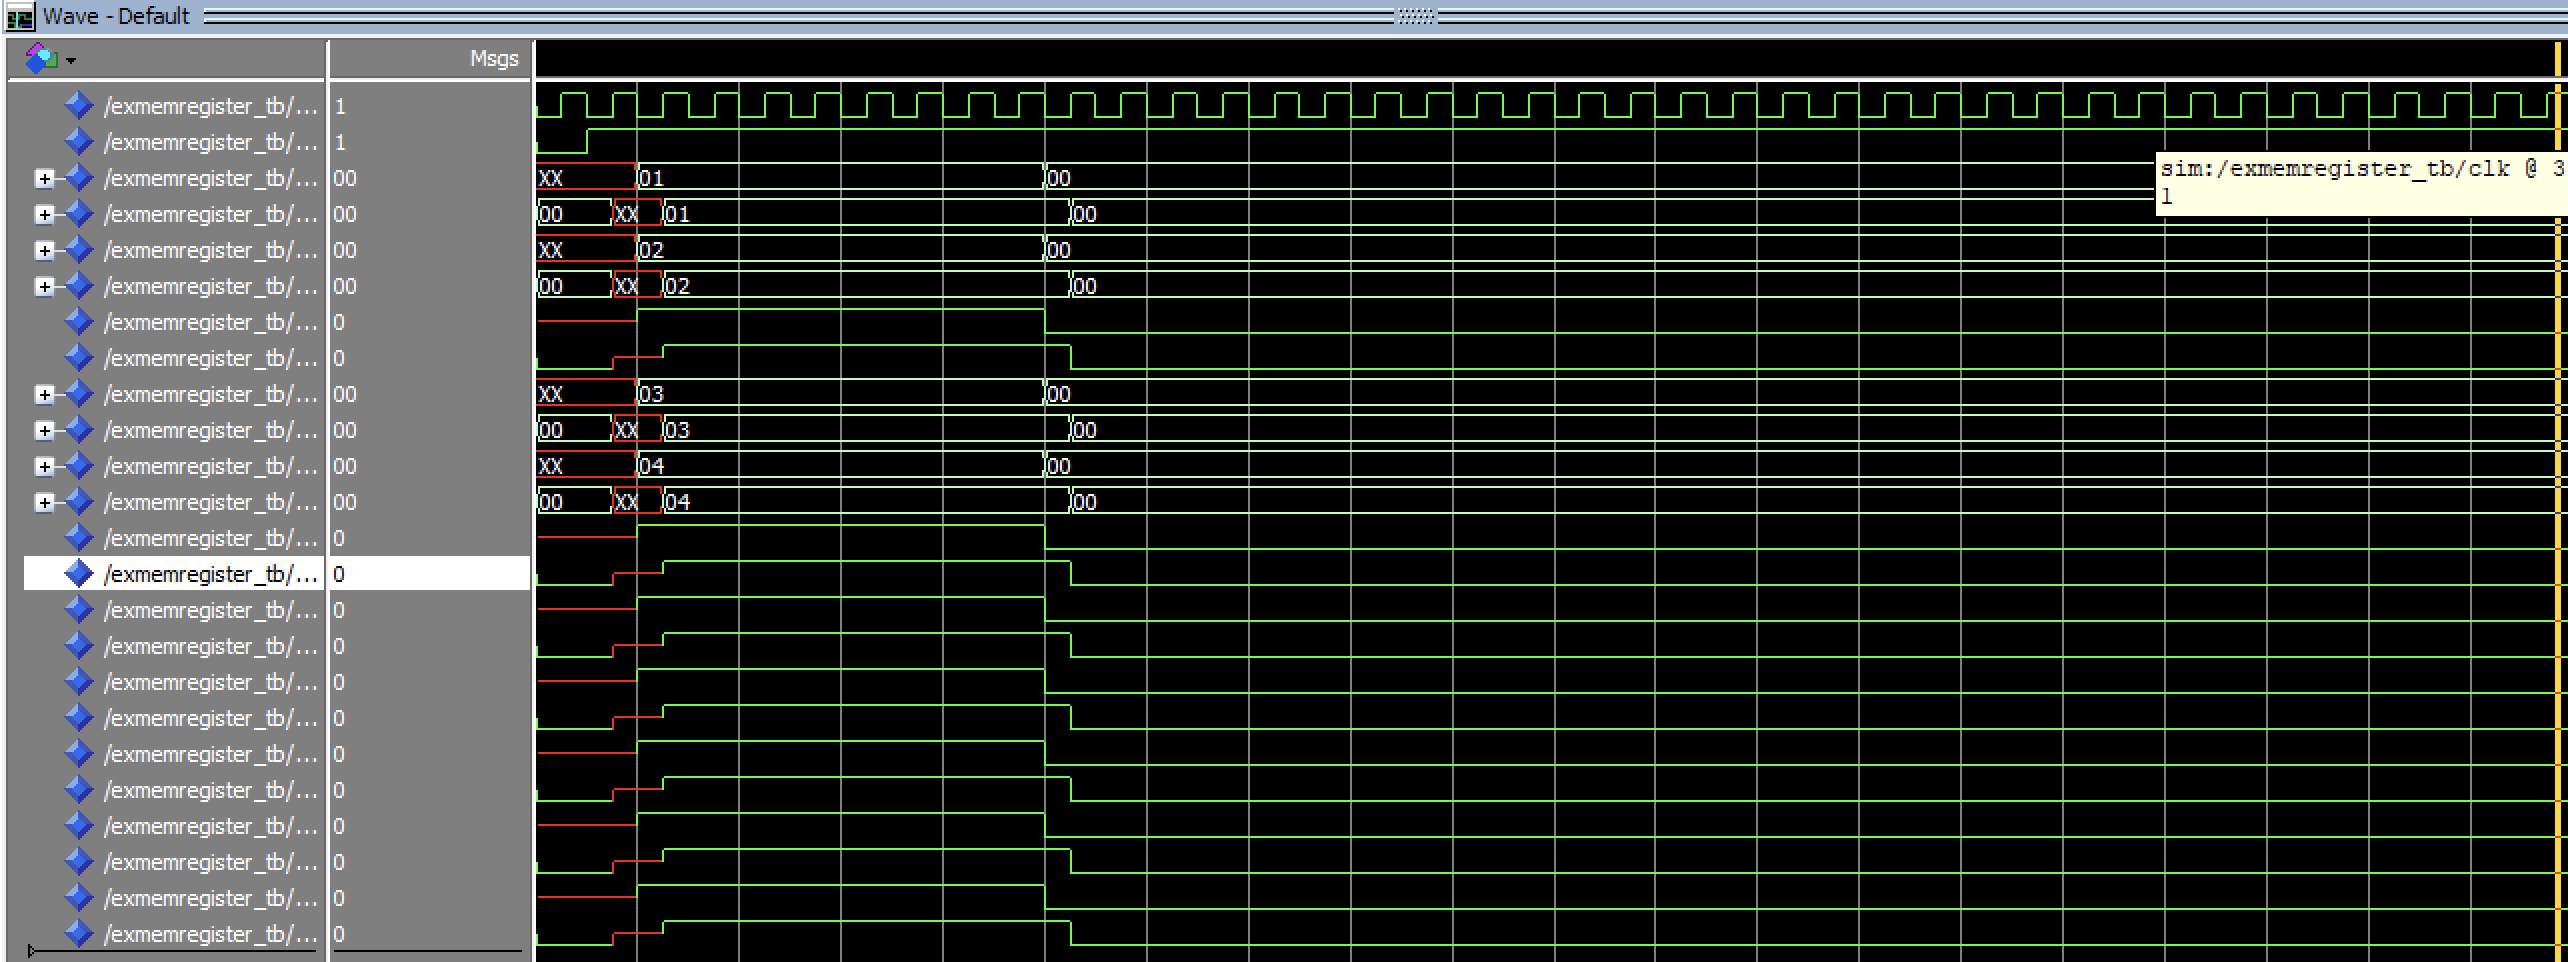 Wave - Default
Msgs
/exmemregister_tb/... 1
/exmemregister_tb/... 1
/exmemregister_tb/... 00 XX 01 00
/exmemregister_tb/... 00 00 XX 01 00
/exmemregister_tb/... 00 XX 02 00
/exmemregister_tb/... 00 00 XX 02 00
/exmemregister_tb/... 0
/exmemregister_tb/... 0
/exmemregister_tb/... 00 XX 03 00
/exmemregister_tb/... 00 00 XX 03 00
/exmemregister_tb/... 00 XX 04 00
/exmemregister_tb/... 00 00 XX 04 00
/exmemregister_tb/... 0
/exmemregister_tb/... 0
/exmemregister_tb/... 0
/exmemregister_tb/... 0
/exmemregister_tb/... 0
/exmemregister_tb/... 0
/exmemregister_tb/... 0
/exmemregister_tb/... 0
/exmemregister_tb/... 0
/exmemregister_tb/... 0
/exmemregister_tb/... 0
/exmemregister_tb/... 0
sim:/exmemregister_tb/clk @ 3
1